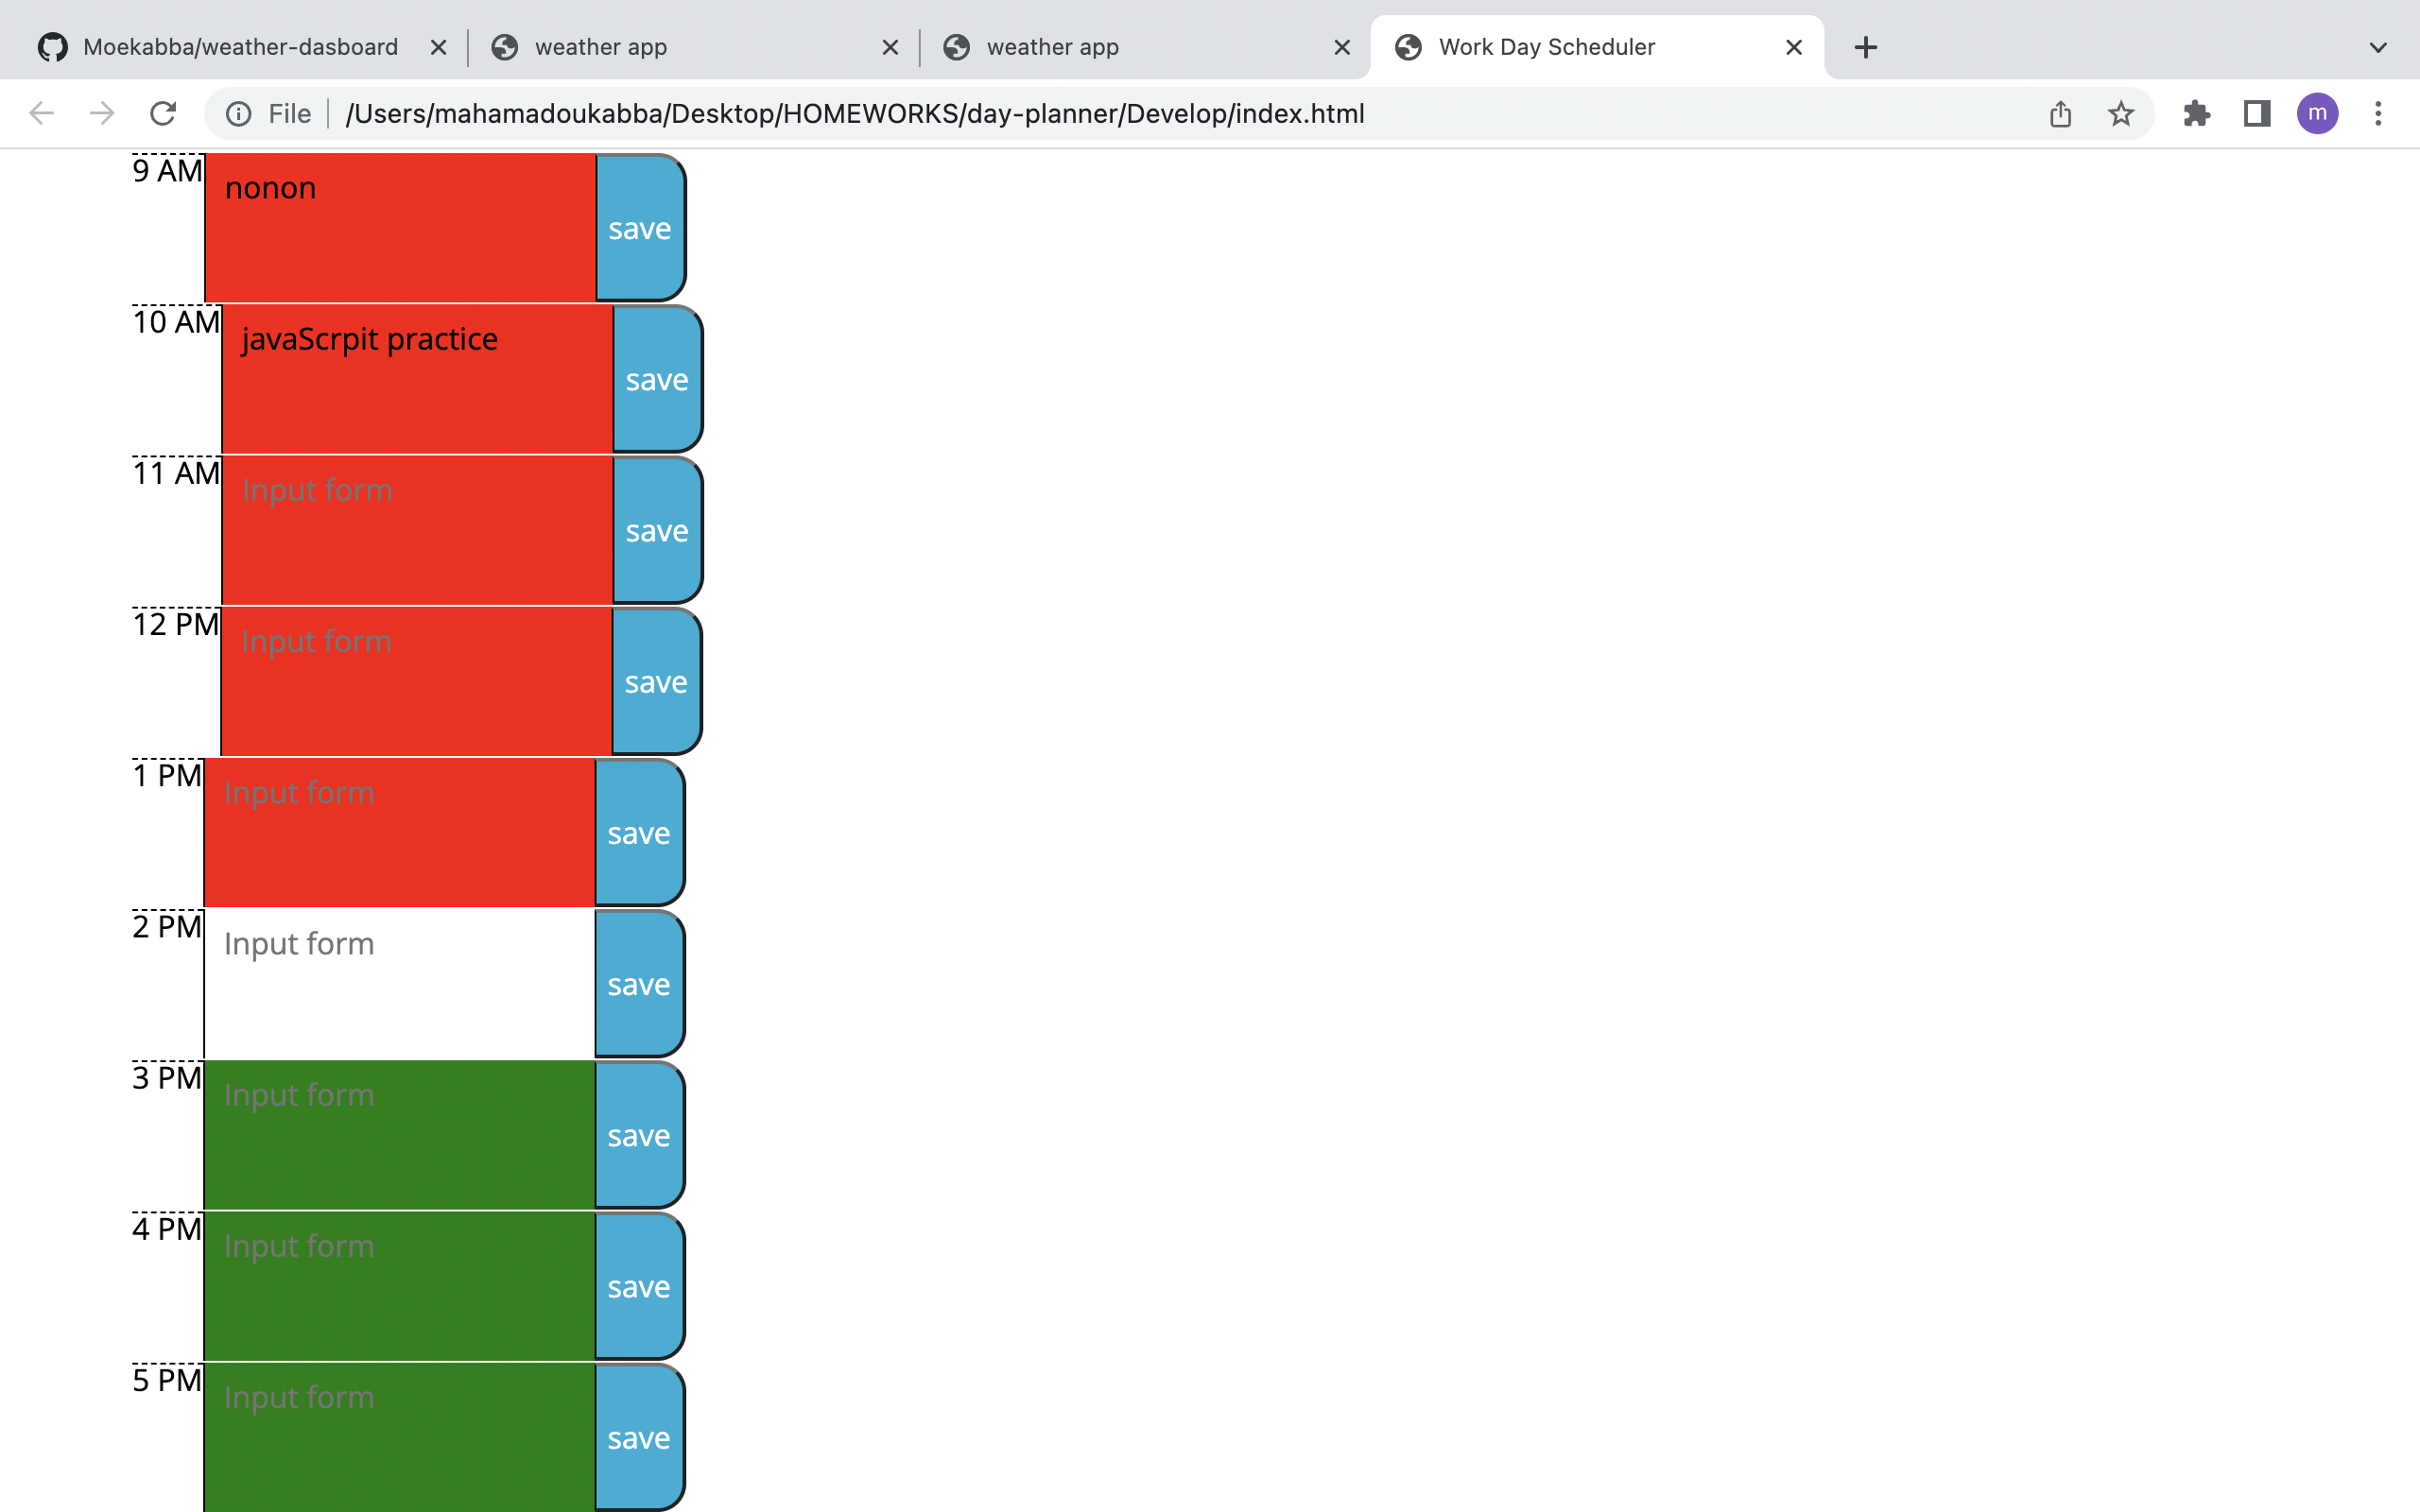 Moekabba/weather-dasboard
weather app
weather app
Work Day Scheduler
File
/Users/mahamadoukabba/Desktop/HOMEWORKS/day-planner/Develop/index.html
m
9 AM nonon save
10 AM javaScrpit practice save
11 AM Input form save
12 PM Input form save
1 PM Input form save
2 PM Input form save
3 PM Input form save
4 PM Input form save
5 PM Input form save